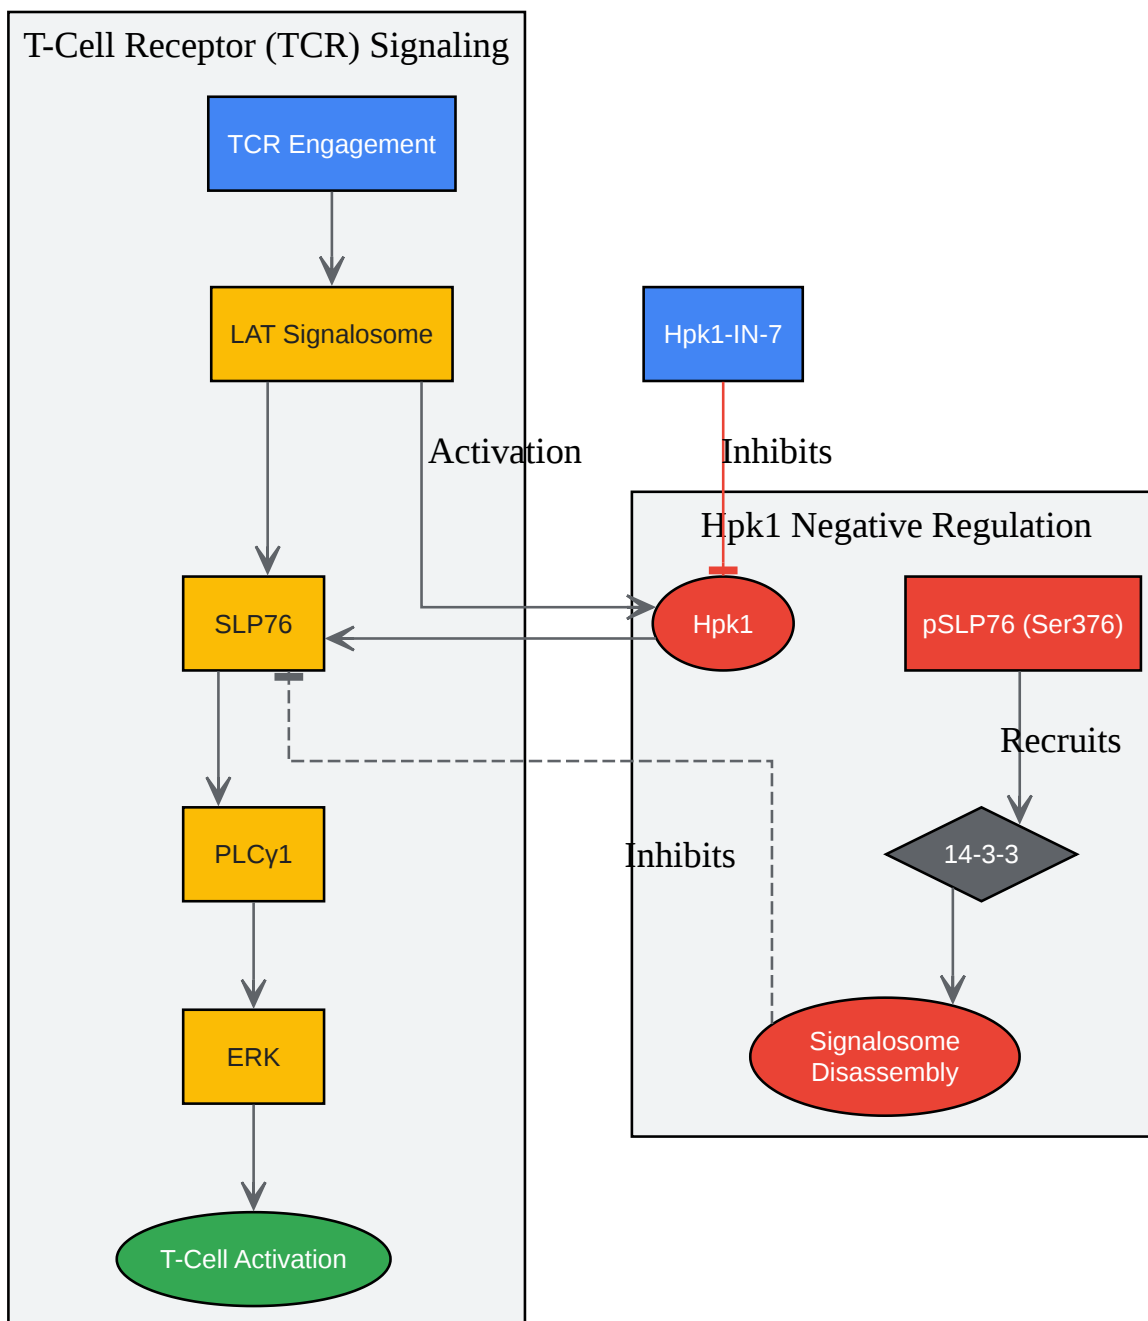 T-Cell Receptor (TCR) Signaling
TCR Engagement
LAT Signalosome
Hpk1-IN-7
Activation
Inhibits
Hpk1 Negative Regulation
SLP76
Hpk1
pSLP76 (Ser376)
Recruits
PLCγ1
Inhibits
14-3-3
ERK
Signalosome
Disassembly
T-Cell Activation